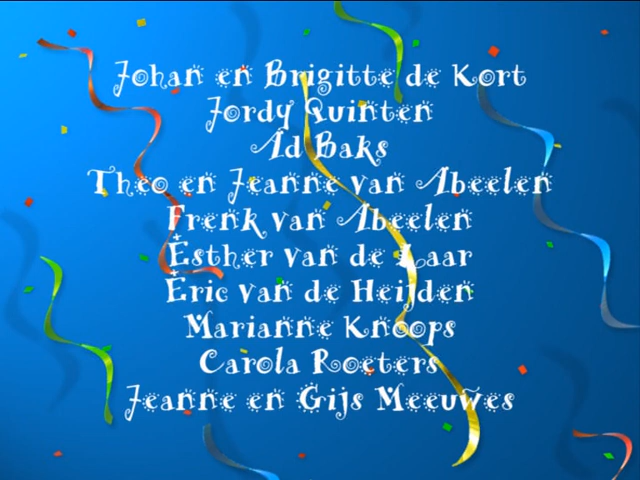 Johan en Brigitte de Kort
Jordy Quinten
Ad Baks
Theo en Jeanne van Abeelen
Frenk van Abeelen
Esther van de Laar
Eric van de Heijden
Marianne Knoops
Carola Roeters
Jeanne en Gijs Meeuwes